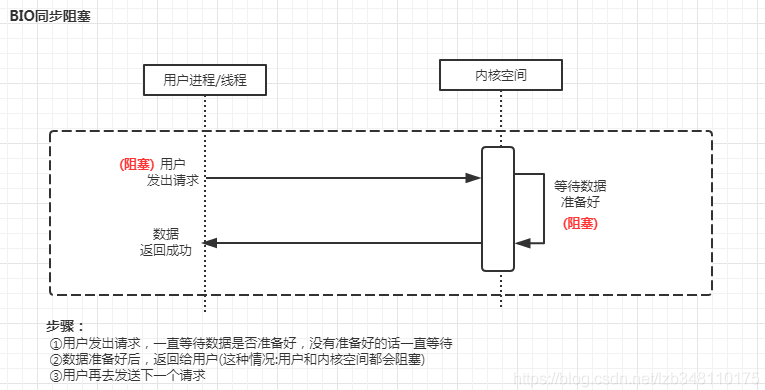 BIO同步阻塞
用户进程/线程
内核空间
(阻塞) 用户
发出请求
等待数据
准备好
(阻塞)
数据
返回成功
步骤：
①用户发出请求，一直等待数据是否准备好，没有准备好的话一直等待
②数据准备好后，返回给用户(这种情况:用户和内核空间都会阻塞)
③用户再去发送下一个请求
https://blog.csdn.net/lzb348110175